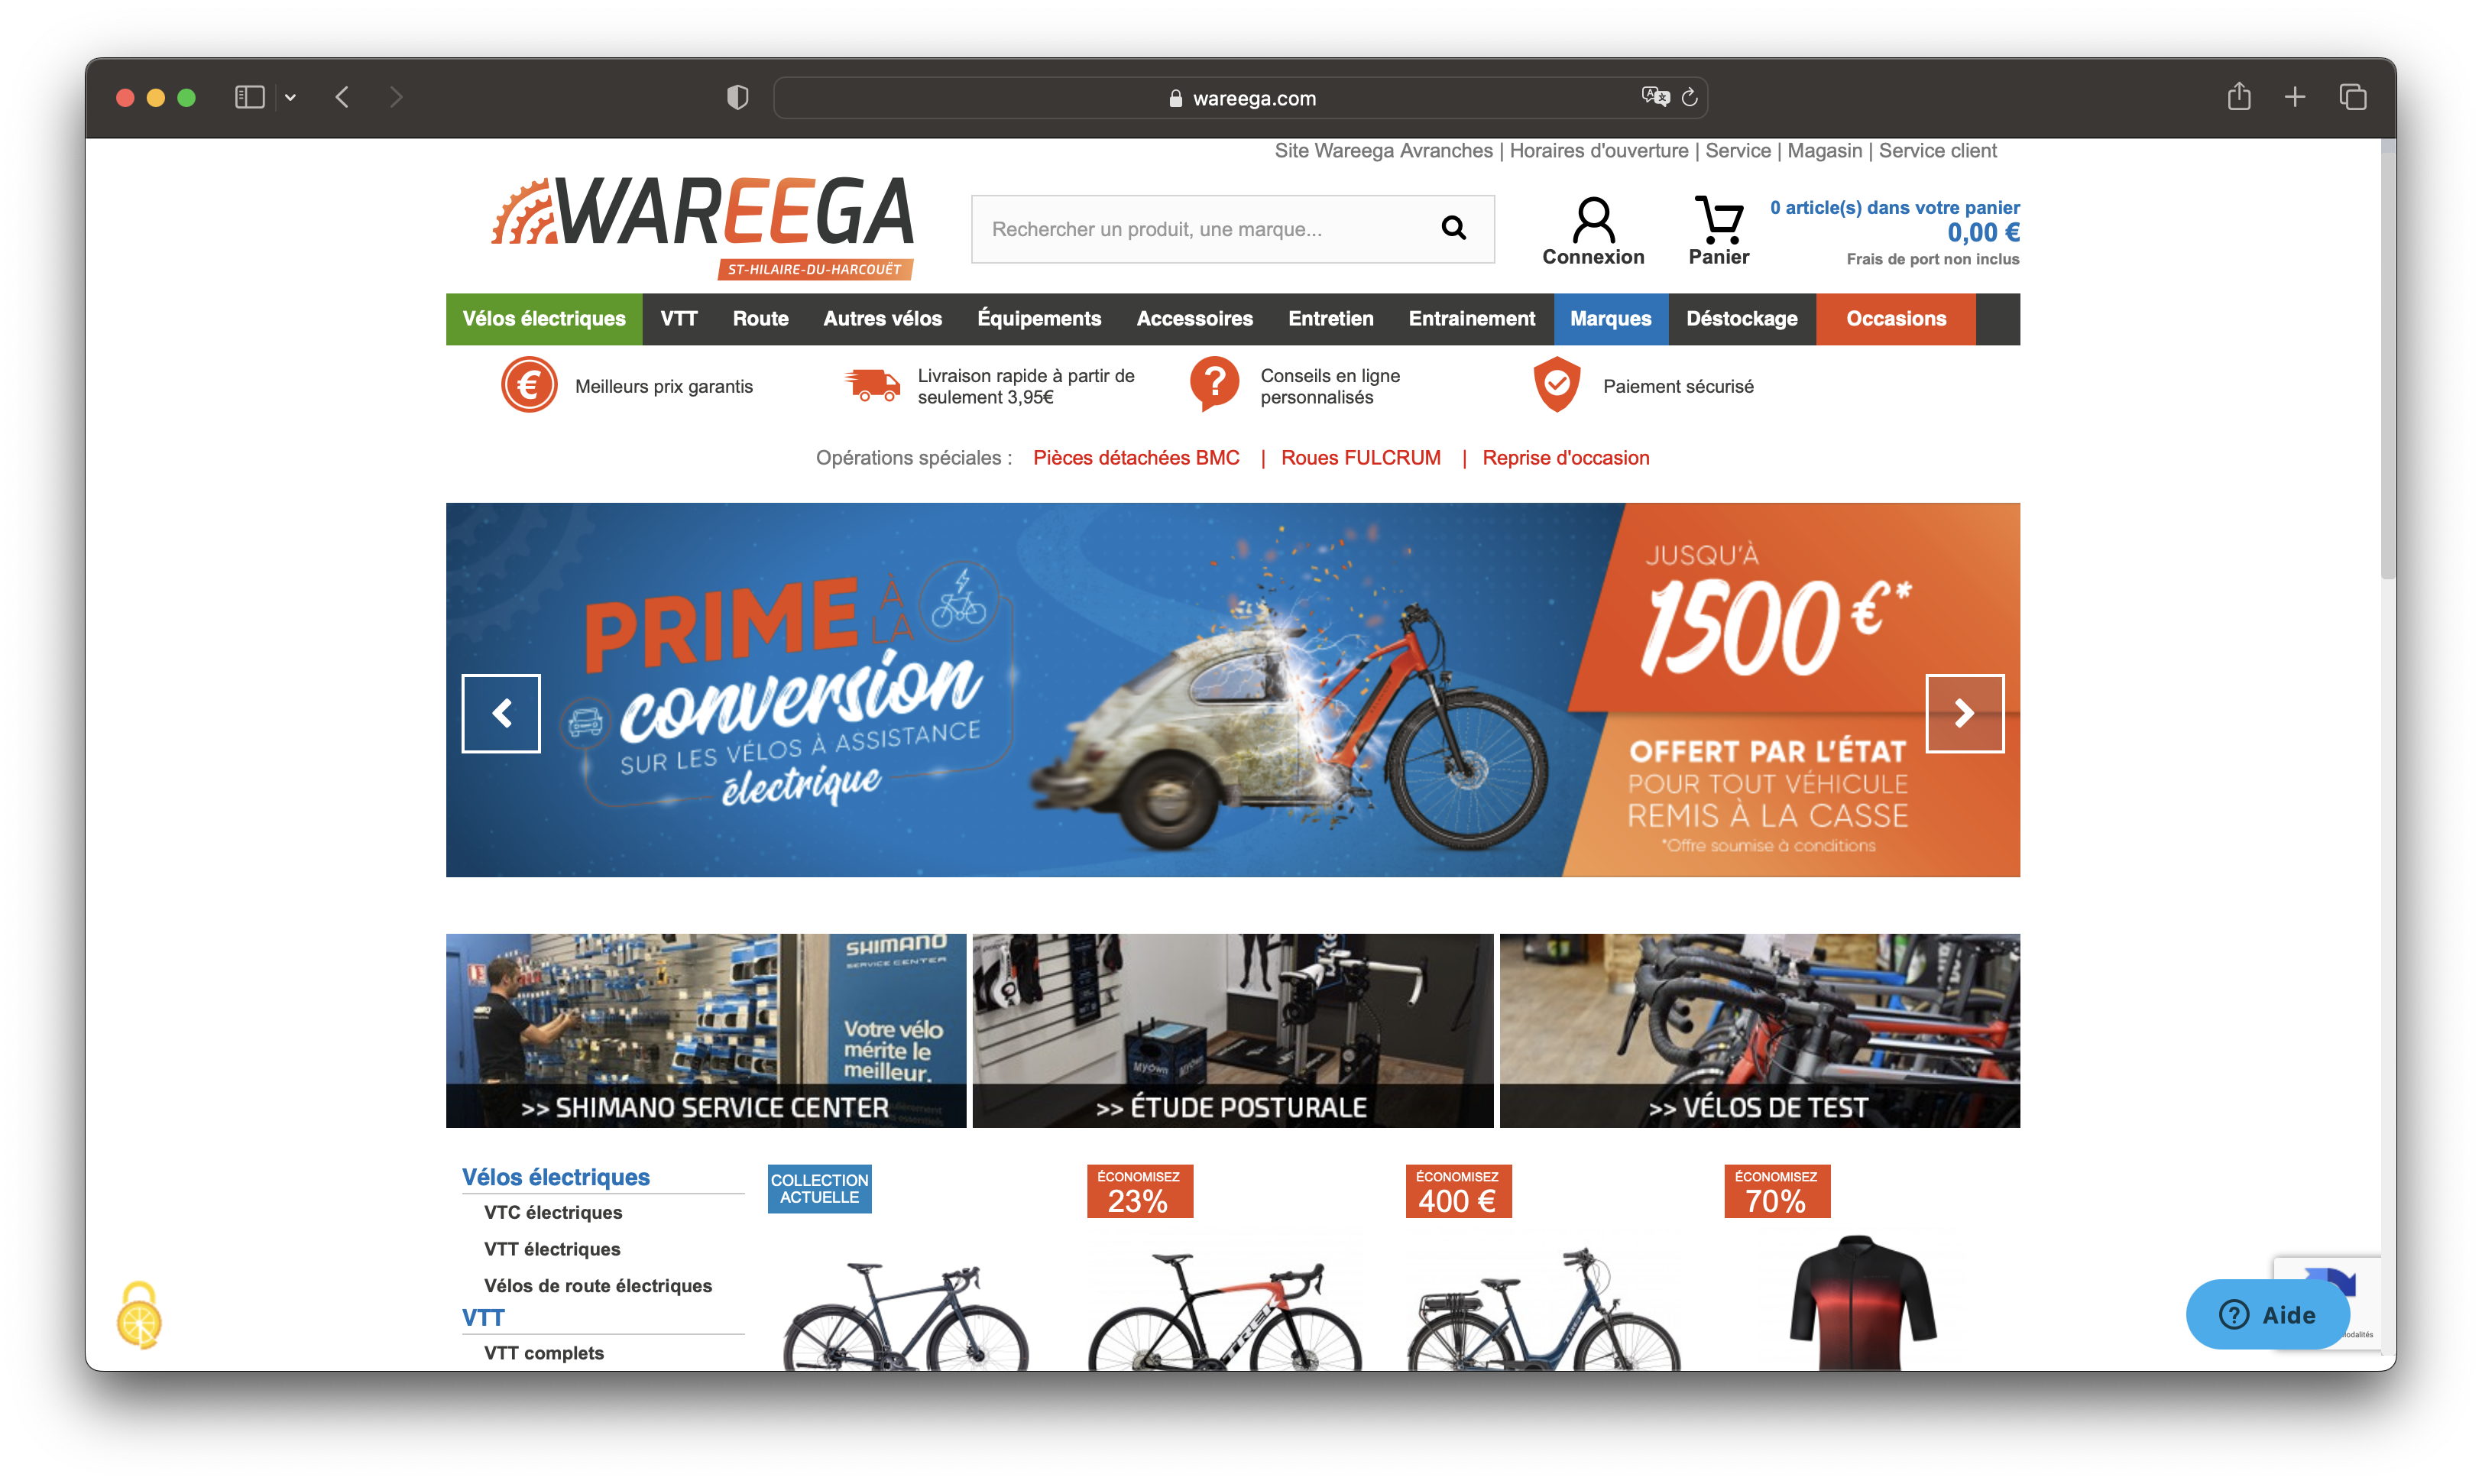 wareega.com
Site Wareega Avranches | Horaires d'ouverture | Service | Magasin | Service client
WAREEGA
ST-HILAIRE-DU-HARCOUËT
Rechercher un produit, une marque...
Connexion
Panier
0 article(s) dans votre panier
0,00 €
Frais de port non inclus
Vélos électriques VTT Route Autres vélos Équipements Accessoires Entretien Entrainement Marques Déstockage Occasions
€ Meilleurs prix garantis
Livraison rapide à partir de
seulement 3,95€
? Conseils en ligne
personnalisés
Paiement sécurisé
Opérations spéciales : Pièces détachées BMC | Roues FULCRUM | Reprise d'occasion
PRIME À LA
conversion
SUR LES VÉLOS À ASSISTANCE
électrique
JUSQU'À
1500 €*
OFFERT PAR L'ÉTAT
POUR TOUT VÉHICULE
REMIS À LA CASSE
*Offre soumise à conditions
SHIMANO
SERVICE CENTER
Votre vélo
mérite le
meilleur.
>> SHIMANO SERVICE CENTER
Myown
>> ÉTUDE POSTURALE
>> VÉLOS DE TEST
Vélos électriques
VTC électriques
VTT électriques
Vélos de route électriques
VTT
VTT complets
COLLECTION
ACTUELLE
ÉCONOMISEZ
23%
ÉCONOMISEZ
400 €
ÉCONOMISEZ
70%
TREK
TREK
? Aide